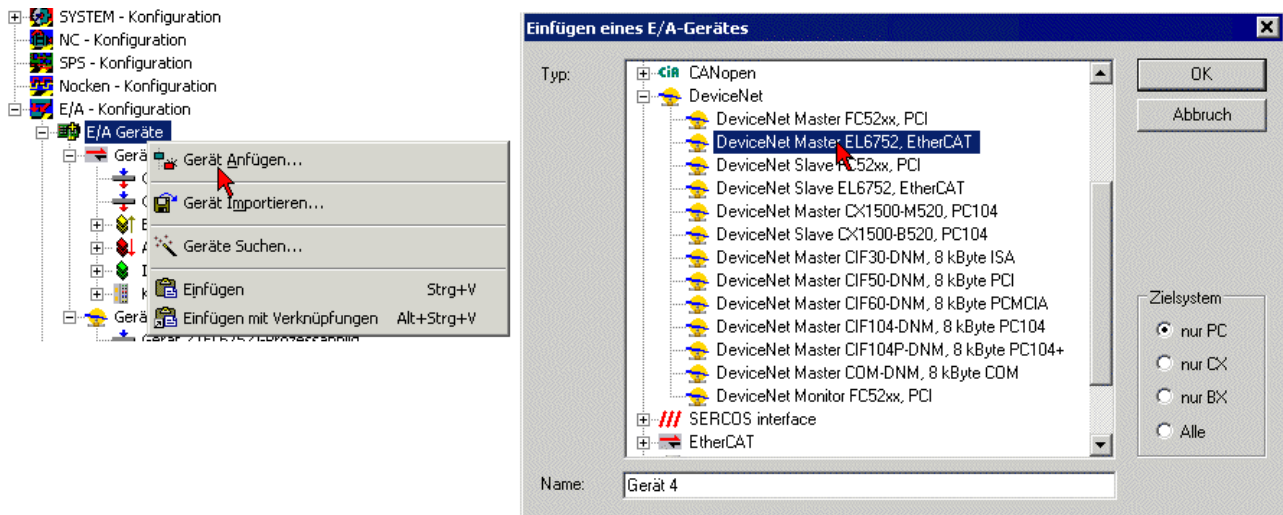 SYSTEM - Konfiguration
NC - Konfiguration
SPS - Konfiguration
Nocken - Konfiguration
E/A - Konfiguration
E/A Geräte
Gerä
Gerät Anfügen...
Gerät Importieren...
Geräte Suchen...
Einfügen Strg+V
Gerä
Einfügen mit Verknüpfungen Alt+Strg+V
Einfügen eines E/A-Gerätes
Typ:
CiA CANopen
DeviceNet
DeviceNet Master FC52xx, PCI
DeviceNet Master EL6752, EtherCAT
DeviceNet Slave FC52xx, PCI
DeviceNet Slave EL6752, EtherCAT
DeviceNet Master CX1500-M520, PC104
DeviceNet Slave CX1500-B520, PC104
DeviceNet Master CIF30-DNM, 8 kByte ISA
DeviceNet Master CIF50-DNM, 8 kByte PCI
DeviceNet Master CIF60-DNM, 8 kByte PCMCIA
DeviceNet Master CIF104-DNM, 8 kByte PC104
DeviceNet Master CIF104P-DNM, 8 kByte PC104+
DeviceNet Master COM-DNM, 8 kByte COM
DeviceNet Monitor FC52xx, PCI
SERCOS interface
EtherCAT
OK
Abbruch
Zielsystem
nur PC
nur CX
nur BX
Alle
Name:
Gerät 4